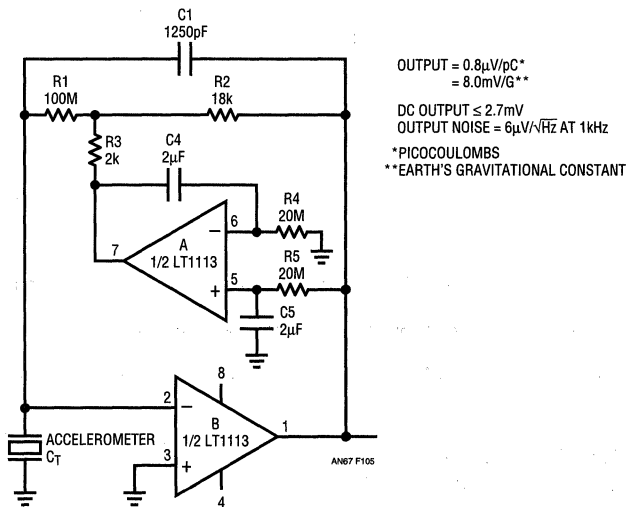 C1
1250pF
OUTPUT = 0.8µV/pC*
= 8.0mV/G**
DC OUTPUT ≤ 2.7mV
OUTPUT NOISE = 6µV/√Hz AT 1kHz
*PICOCOULOMBS
**EARTH'S GRAVITATIONAL CONSTANT
R1
100M
R2
18k
R3
2k
C4
2µF
R4
20M
6
−
A
1/2 LT1113
7
5
+
R5
20M
C5
2µF
8
2
−
B
1/2 LT1113
1
3
+
4
ACCELEROMETER
CT
AN67 F105